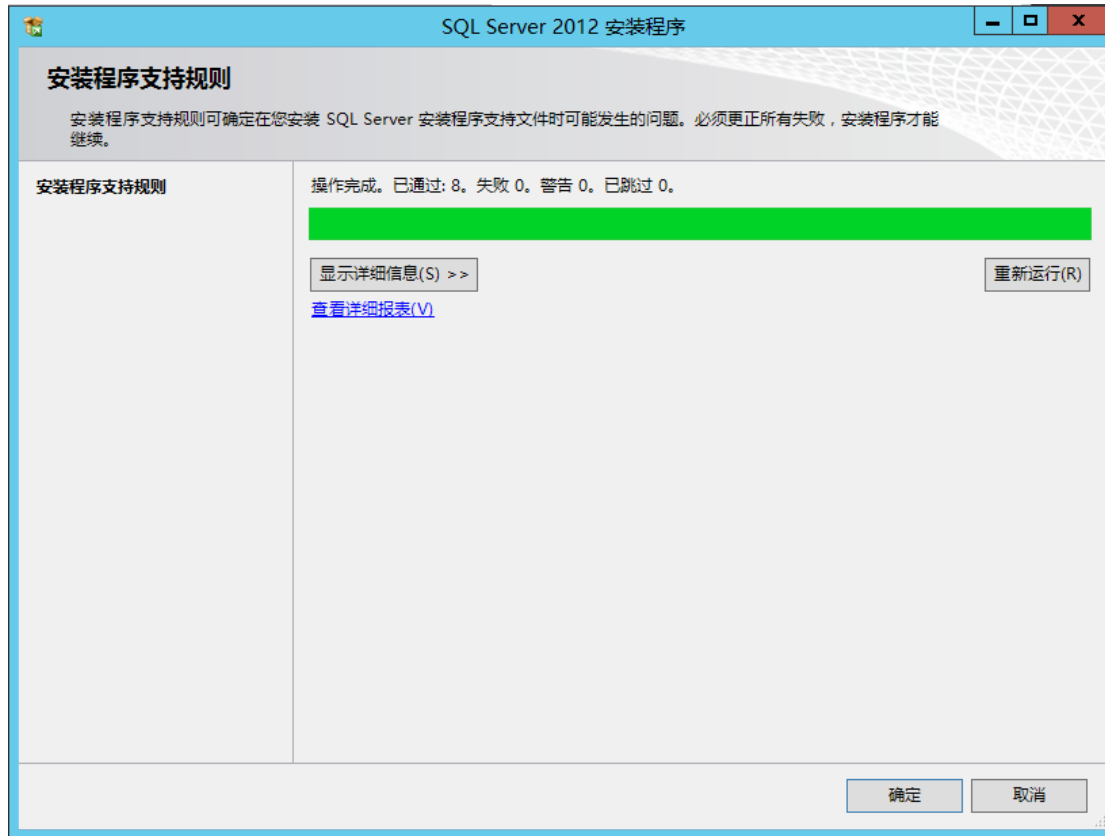 SQL Server 2012 安装程序
安装程序支持规则
安装程序支持规则可确定在您安装 SQL Server 安装程序支持文件时可能发生的问题。必须更正所有失败，安装程序才能
继续。
安装程序支持规则
操作完成。已通过: 8。失败 0。警告 0。已跳过 0。
显示详细信息(S) >>
重新运行(R)
查看详细报表(V)
确定
取消